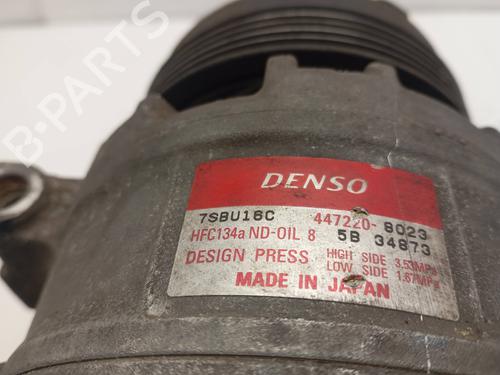 DENSO
7SBU16C 447220-8023
HFC134a ND-OIL 8 5B 34873
DESIGN PRESS HIGH SIDE 3.53MPa
LOW SIDE 1.67MPa
MADE IN JAPAN
B-PARTS